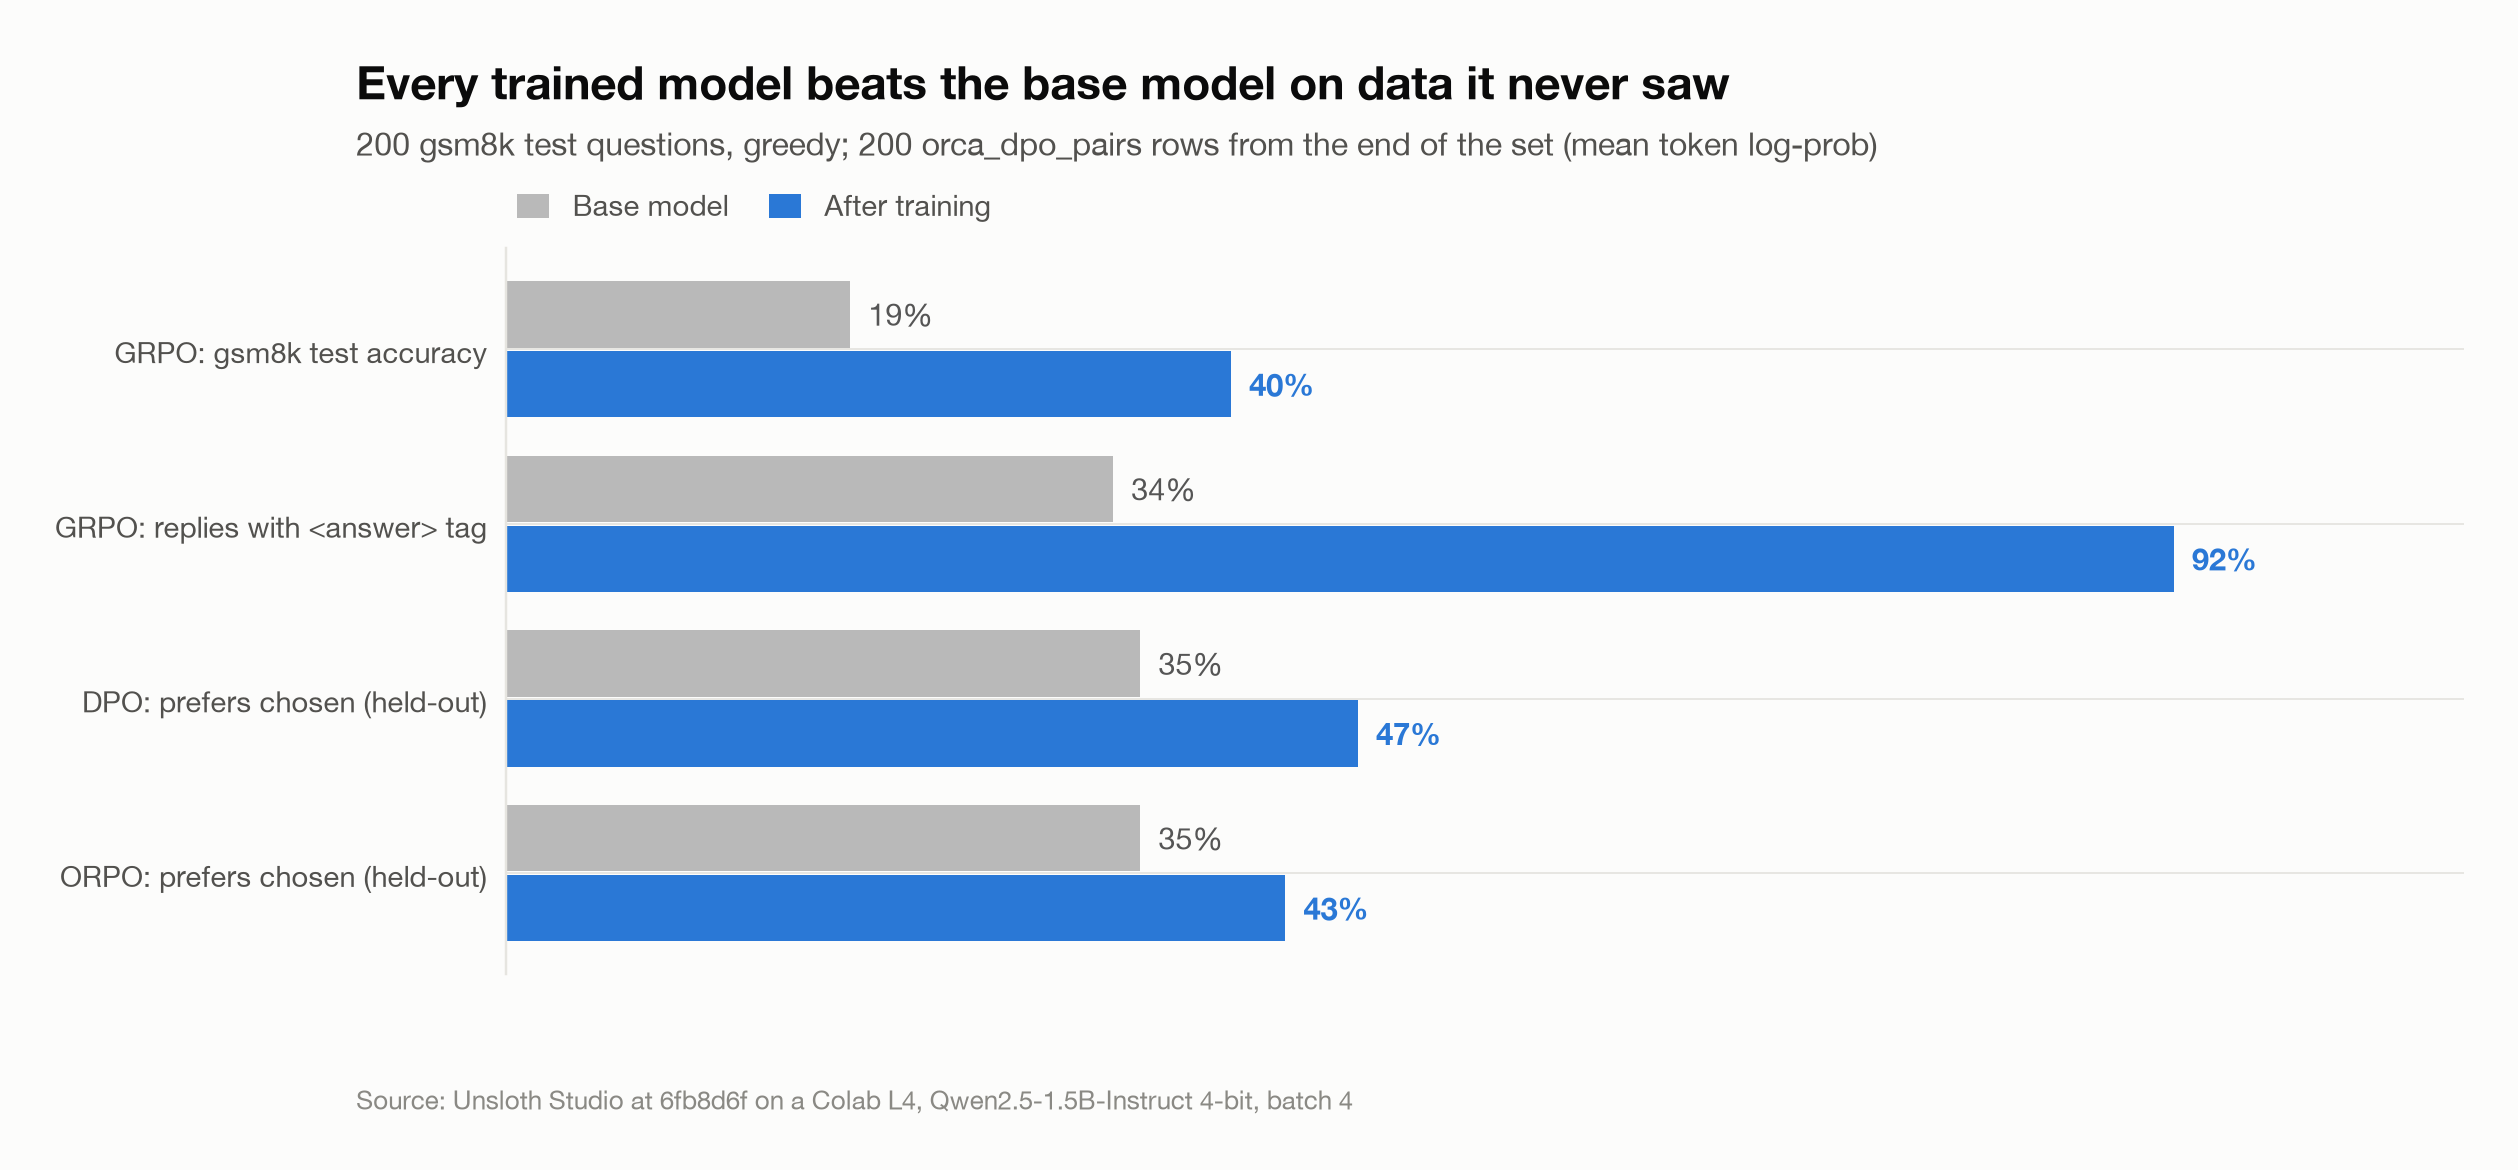 Every trained model beats the base model on data it never saw
200 gsm8k test questions, greedy; 200 orca_dpo_pairs rows from the end of the set (mean token log-prob)
Base model
After training
19%
GRPO: gsm8k test accuracy
40%
34%
GRPO: replies with <answer> tag
92%
35%
DPO: prefers chosen (held-out)
47%
35%
ORPO: prefers chosen (held-out)
43%
Source: Unsloth Studio at 6fb8d6f on a Colab L4, Qwen2.5-1.5B-Instruct 4-bit, batch 4